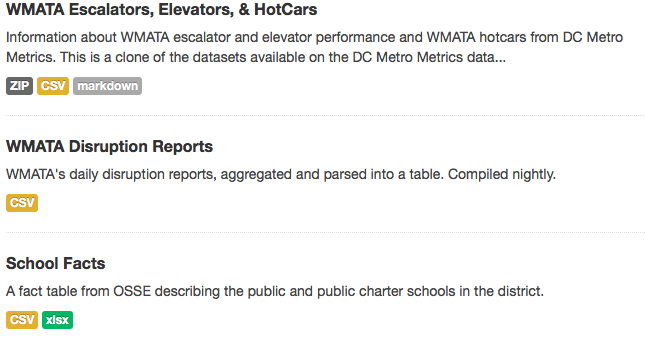 WMATA Escalators, Elevators, & HotCars
Information about WMATA escalator and elevator performance and WMATA hotcars from DC Metro
Metrics. This is a clone of the datasets available on the DC Metro Metrics data...
ZIP CSV markdown
WMATA Disruption Reports
WMATA's daily disruption reports, aggregated and parsed into a table. Compiled nightly.
CSV
School Facts
A fact table from OSSE describing the public and public charter schools in the district.
CSV xlsx